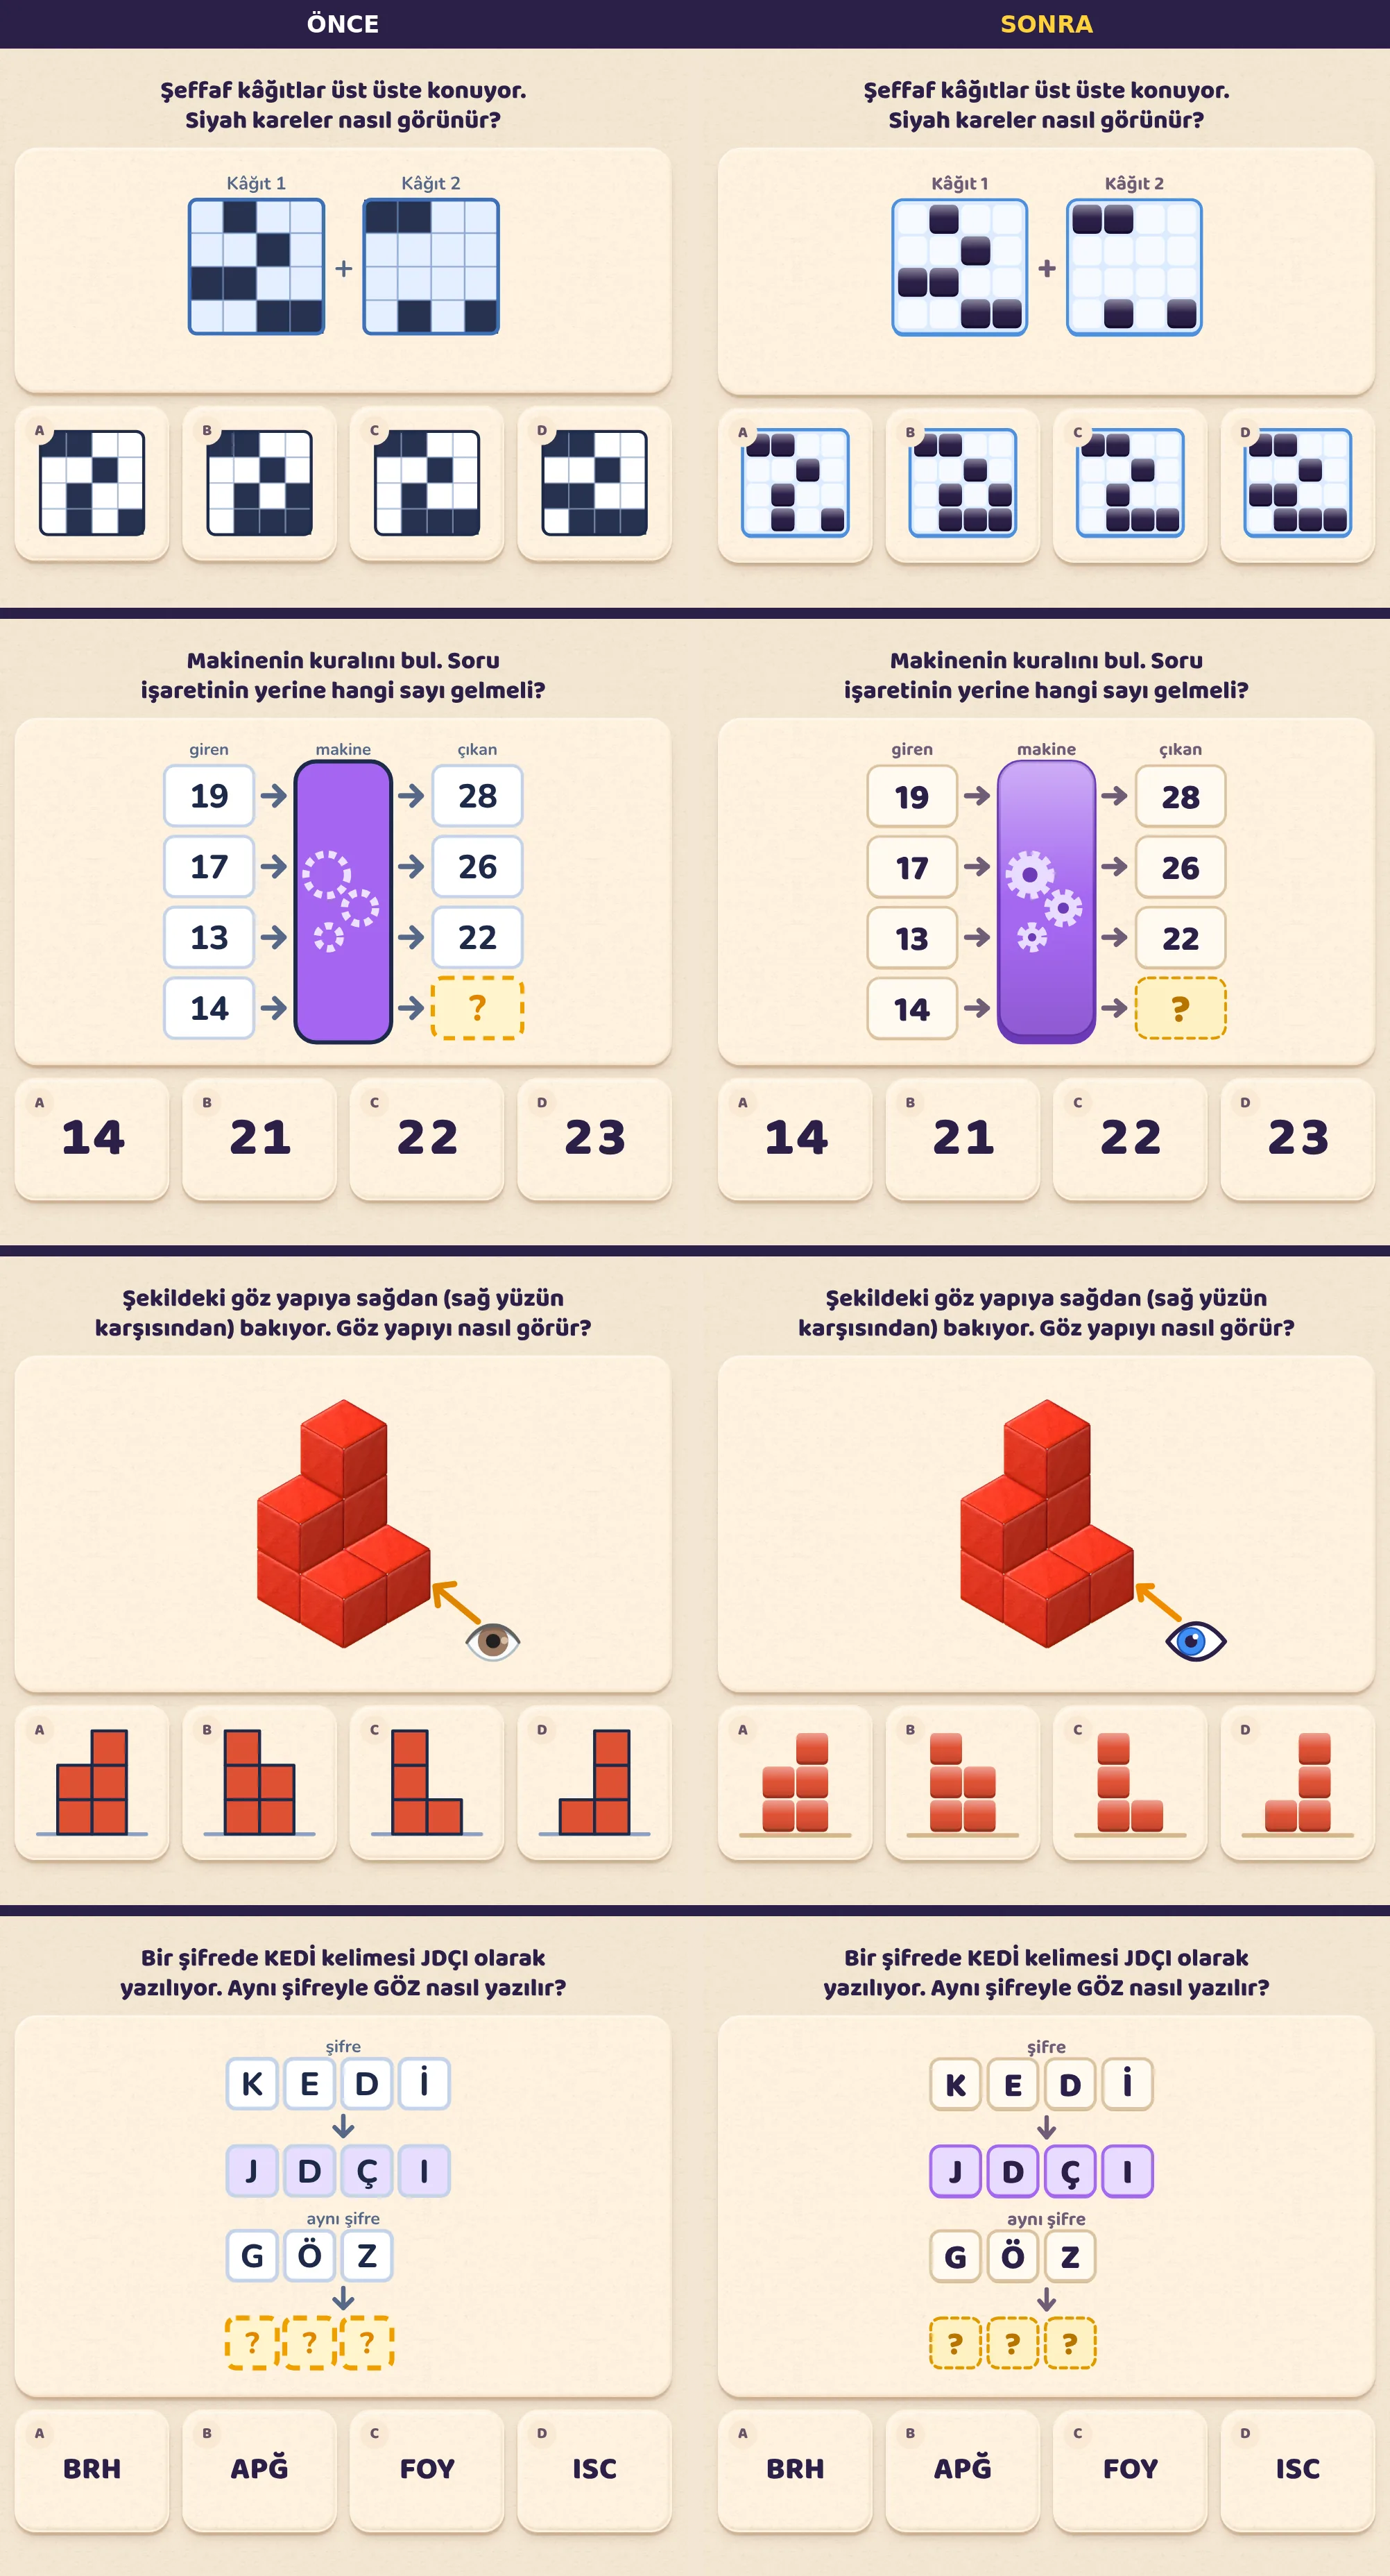 ÖNCE
SONRA
Şeffaf kâğıtlar üst üste konuyor.
Siyah kareler nasıl görünür?
Kâğıt 1
Kâğıt 2
+
A
B
C
D
Şeffaf kâğıtlar üst üste konuyor.
Siyah kareler nasıl görünür?
Kâğıt 1
Kâğıt 2
+
A
B
C
D
Makinenin kuralını bul. Soru
işaretinin yerine hangi sayı gelmeli?
giren makine çıkan
19 28
17 26
13 22
14 ?
A 14
B 21
C 22
D 23
Makinenin kuralını bul. Soru
işaretinin yerine hangi sayı gelmeli?
giren makine çıkan
19 28
17 26
13 22
14 ?
A 14
B 21
C 22
D 23
Şekildeki göz yapıya sağdan (sağ yüzün
karşısından) bakıyor. Göz yapıyı nasıl görür?
A
B
C
D
Şekildeki göz yapıya sağdan (sağ yüzün
karşısından) bakıyor. Göz yapıyı nasıl görür?
A
B
C
D
Bir şifrede KEDİ kelimesi JDÇI olarak
yazılıyor. Aynı şifreyle GÖZ nasıl yazılır?
şifre
K E D İ
J D Ç I
aynı şifre
G Ö Z
? ? ?
A BRH
B APĞ
C FOY
D ISC
Bir şifrede KEDİ kelimesi JDÇI olarak
yazılıyor. Aynı şifreyle GÖZ nasıl yazılır?
şifre
K E D İ
J D Ç I
aynı şifre
G Ö Z
? ? ?
A BRH
B APĞ
C FOY
D ISC